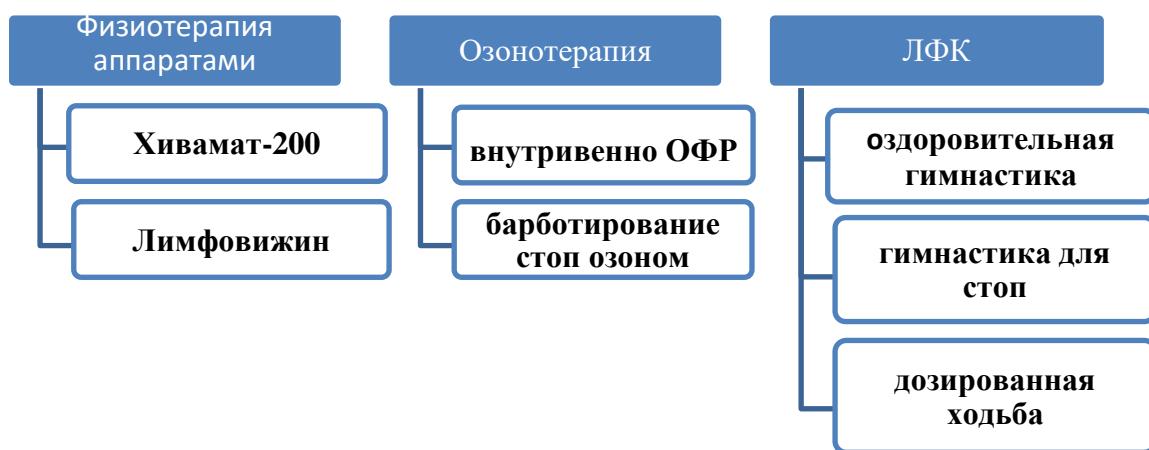 Физиотерапия
аппаратами
Хивамат-200
Лимфовижин
Озонотерапия
внутривенно ОФР
барботирование
стоп озоном
ЛФК
оздоровительная
гимнастика
гимнастика для
стоп
дозированная
ходьба